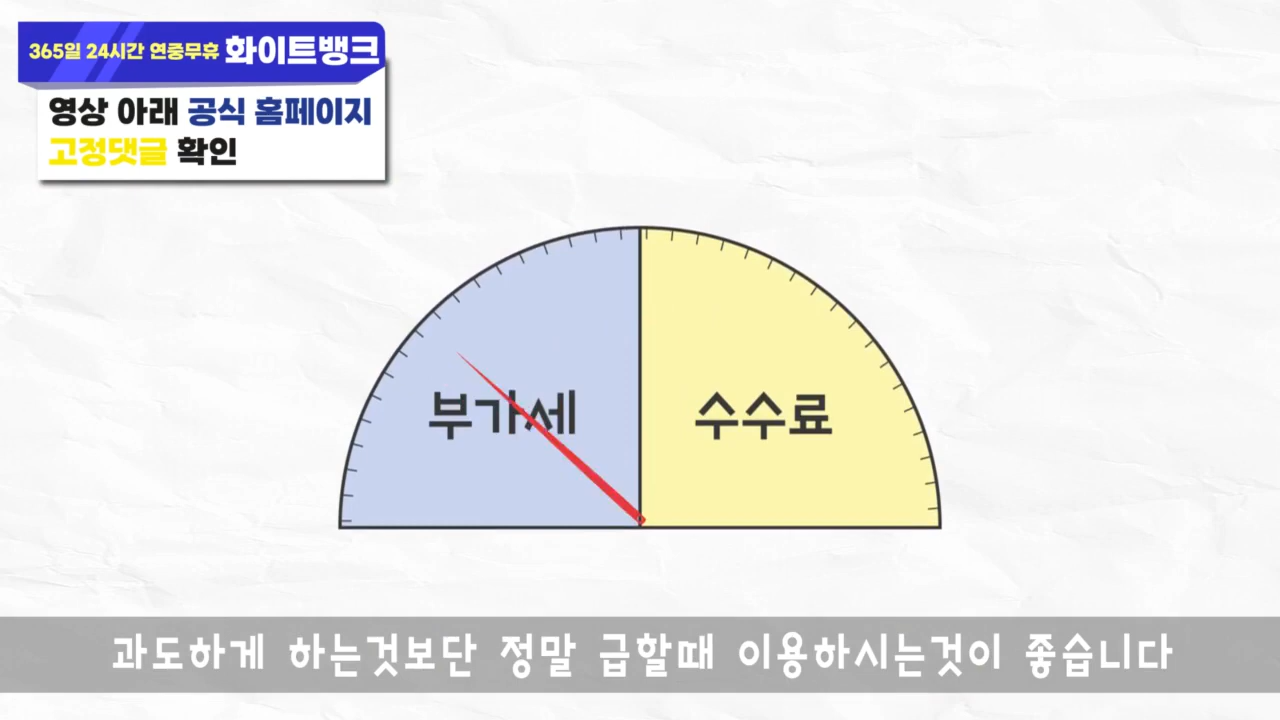 365일 24시간 연중무휴 화이트뱅크
영상 아래 공식 홈페이지
고정댓글 확인
부가세
수수료
과도하게 하는것보단 정말 급할때 이용하시는것이 좋습니다